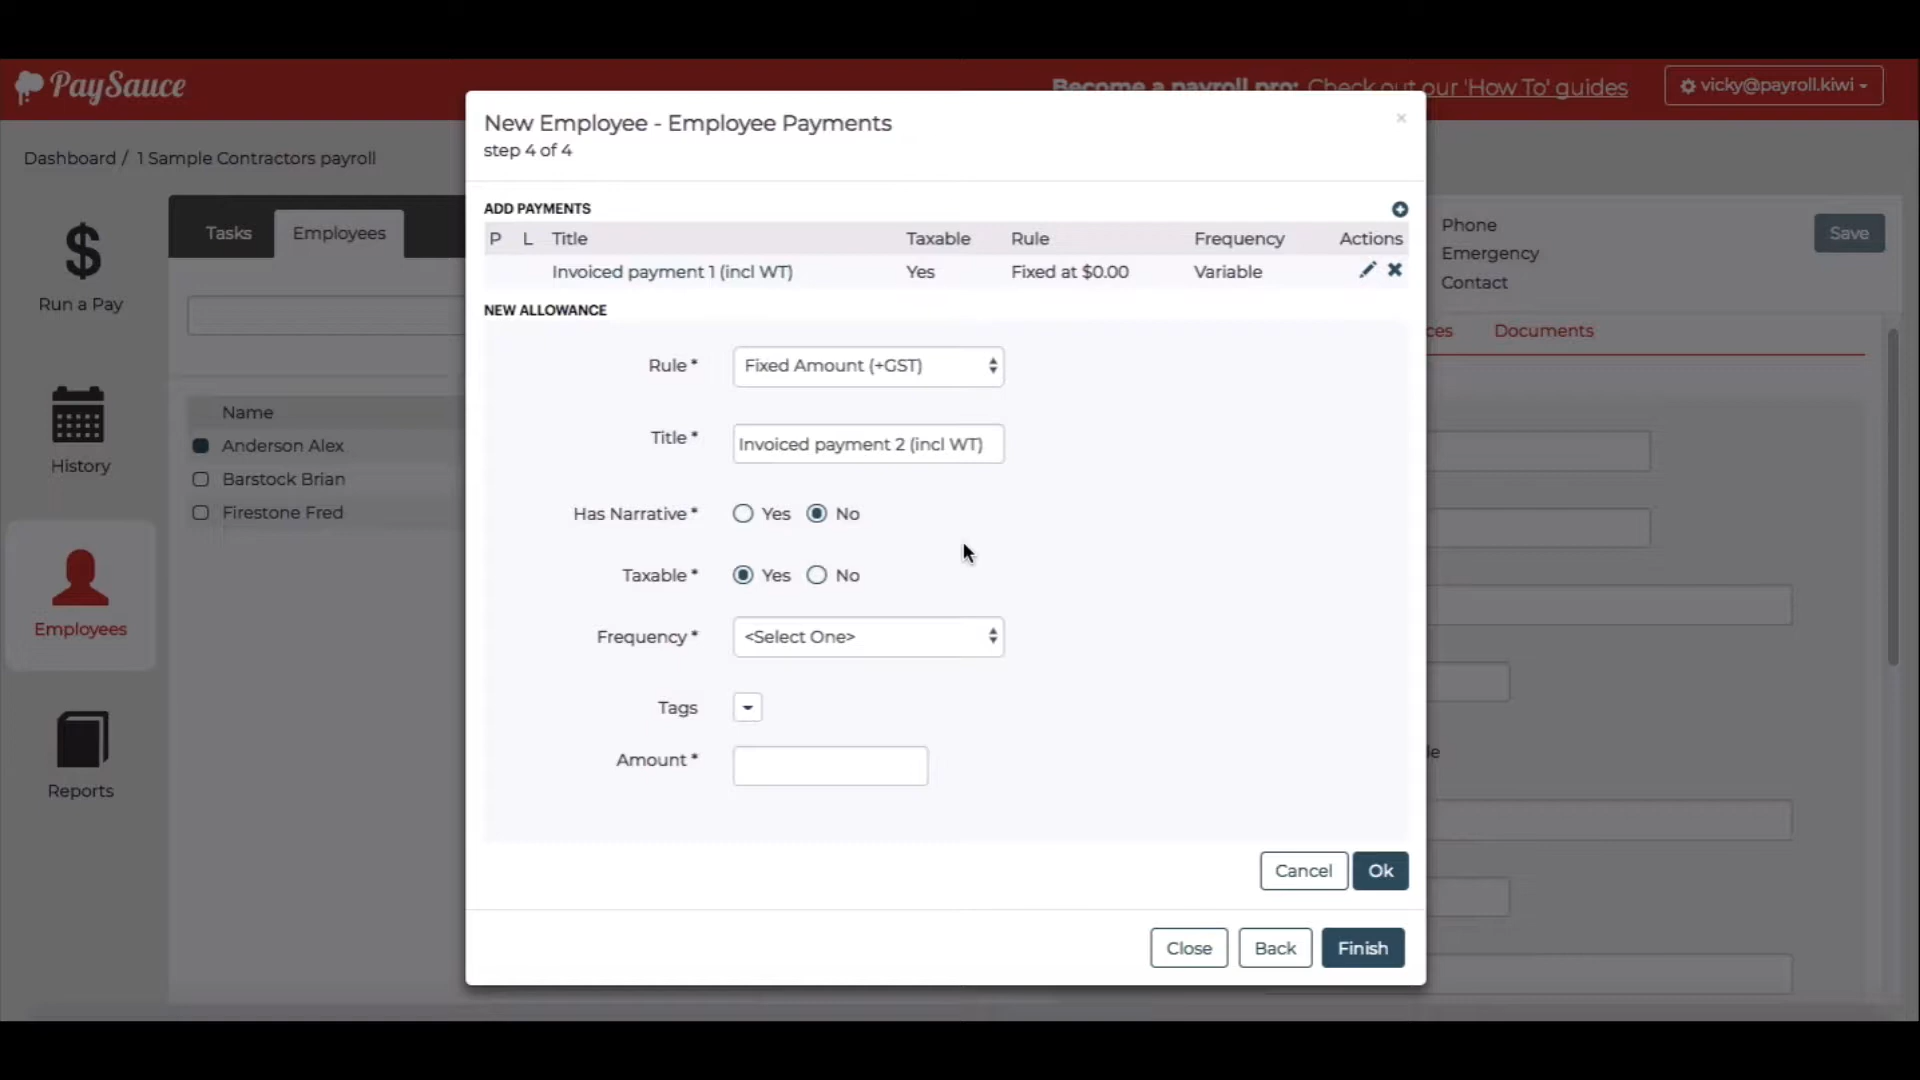 PaySauce
Become a payroll pro: Check out our 'How To' guides
vicky@payroll.kiwi
Dashboard / 1 Sample Contractors payroll
Run a Pay
History
Employees
Reports
Tasks
Employees
Name
Anderson Alex
Barstock Brian
Firestone Fred
New Employee - Employee Payments
×
step 4 of 4
ADD PAYMENTS
P L Title Taxable Rule Frequency Actions
Invoiced payment 1 (incl WT) Yes Fixed at $0.00 Variable
NEW ALLOWANCE
Rule * Fixed Amount (+GST)
Title * Invoiced payment 2 (incl WT)
Has Narrative * Yes No
Taxable * Yes No
Frequency * <Select One>
Tags
Amount *
Cancel Ok
Close Back Finish
Phone
Emergency
Contact
Save
ces Documents
le